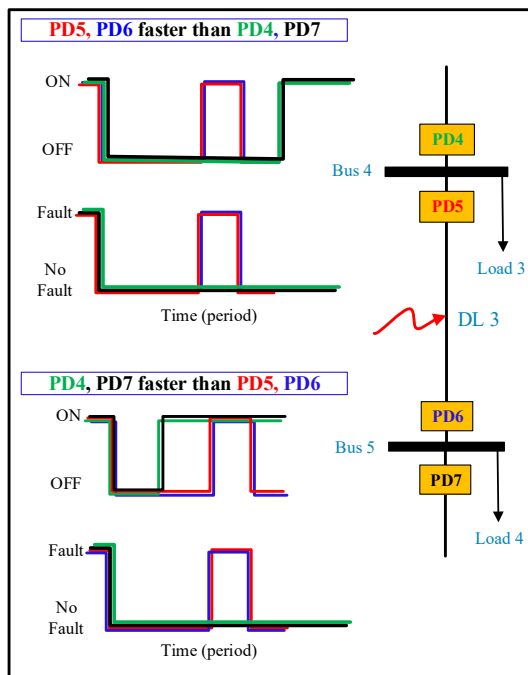 PD5, PD6 faster than PD4, PD7
ON
OFF
Fault
No
Fault
Time (period)
PD4, PD7 faster than PD5, PD6
ON
OFF
Fault
No
Fault
Time (period)
PD4
Bus 4
PD5
Load 3
DL 3
PD6
Bus 5
PD7
Load 4